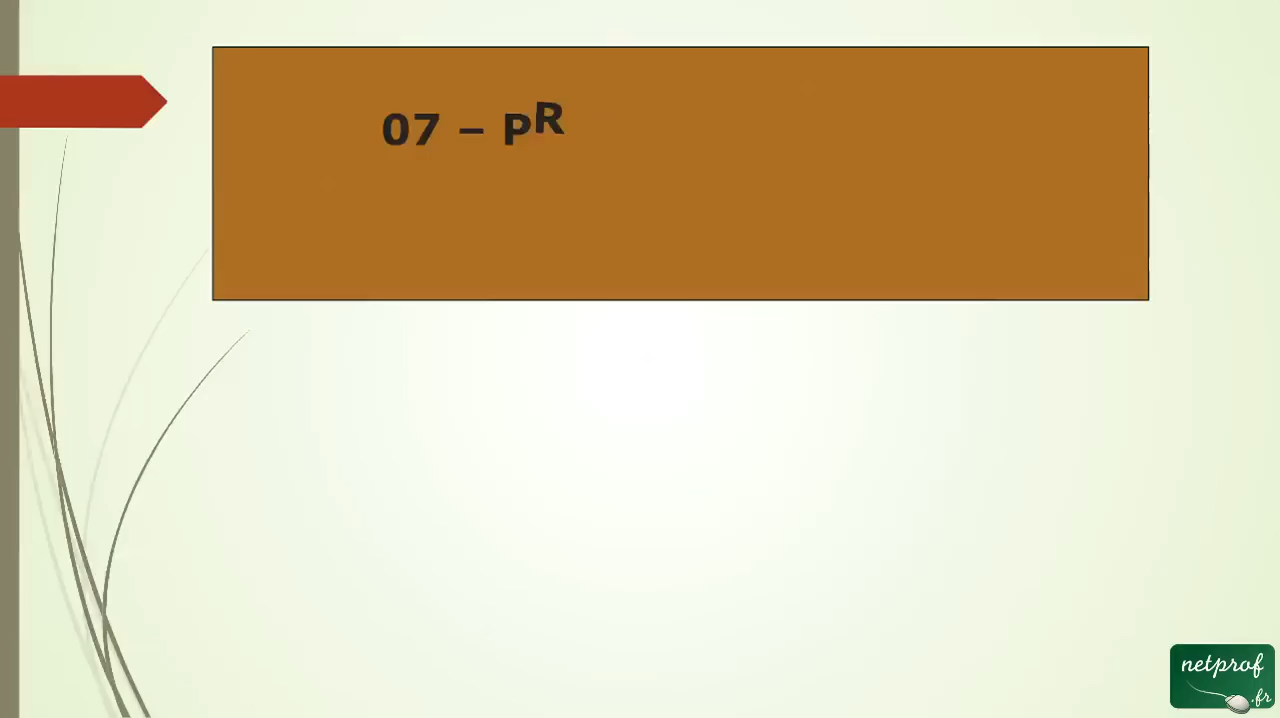 07 – PR
netprof
.fr